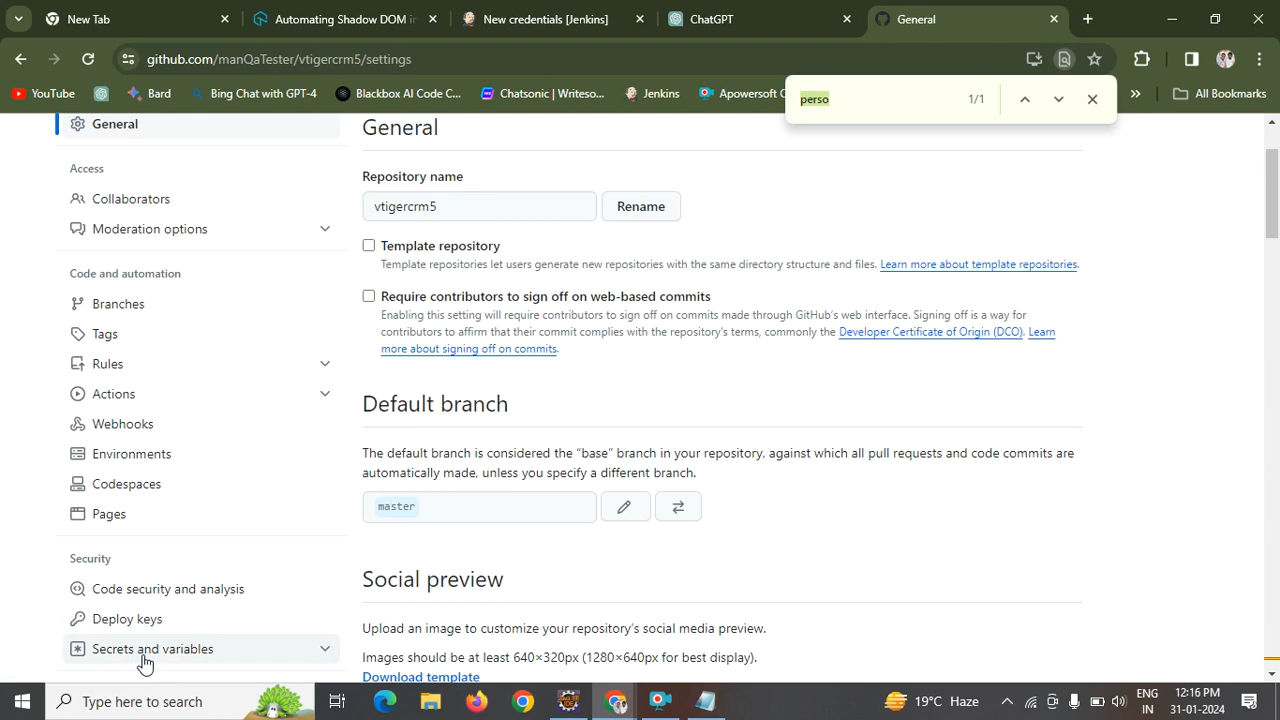 New Tab
Automating Shadow DOM in
New credentials [Jenkins]
ChatGPT
General
github.com/manQaTester/vtigercrm5/settings
YouTube
Bard
Bing Chat with GPT-4
Blackbox AI Code C...
Chatsonic | Writeso...
Jenkins
Apowersoft
All Bookmarks
perso
1/1
General
Access
Collaborators
Moderation options
Code and automation
Branches
Tags
Rules
Actions
Webhooks
Environments
Codespaces
Pages
Security
Code security and analysis
Deploy keys
Secrets and variables
General
Repository name
vtigercrm5
Rename
Template repository
Template repositories let users generate new repositories with the same directory structure and files. Learn more about template repositories.
Require contributors to sign off on web-based commits
Enabling this setting will require contributors to sign off on commits made through GitHub's web interface. Signing off is a way for
contributors to affirm that their commit complies with the repository's terms, commonly the Developer Certificate of Origin (DCO). Learn
more about signing off on commits.
Default branch
The default branch is considered the "base" branch in your repository, against which all pull requests and code commits are
automatically made, unless you specify a different branch.
master
Social preview
Upload an image to customize your repository's social media preview.
Images should be at least 640×320px (1280×640px for best display).
Download template
Type here to search
19°C Haze
ENG
IN
12:16 PM
31-01-2024